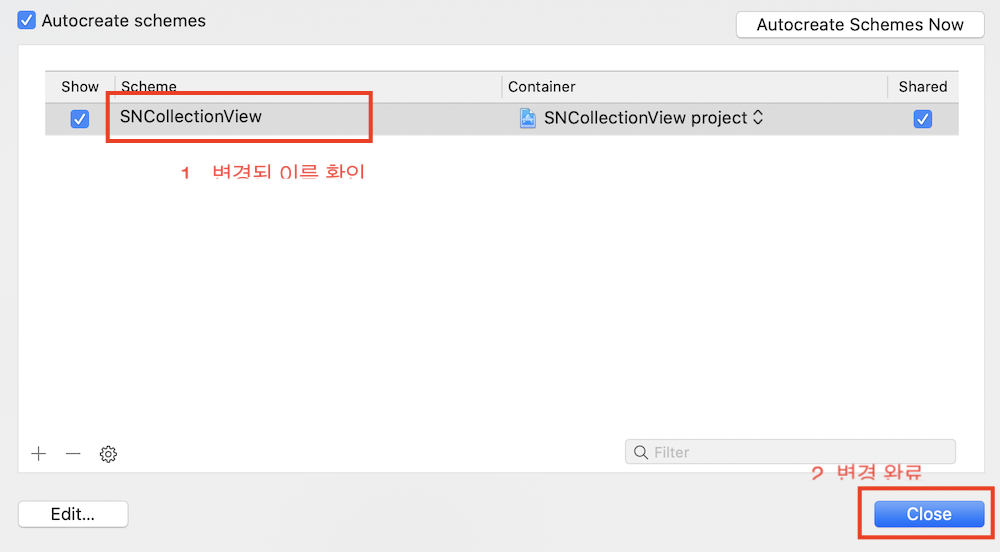 Autocreate schemes
Autocreate Schemes Now
Show Scheme Container Shared
SNCollectionView SNCollectionView project
1. 변경된 이름 확인
Filter
2. 변경 완료
Edit...
Close